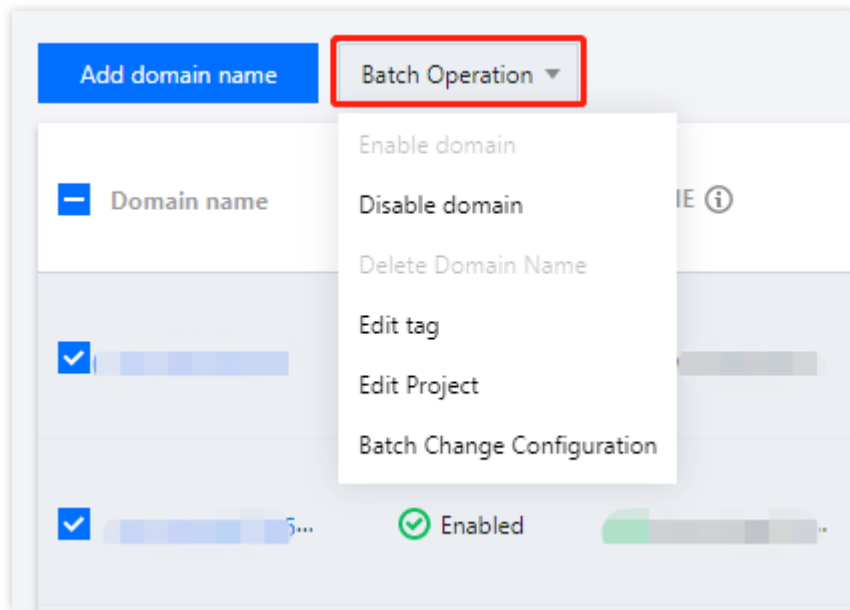 Add domain name
Batch Operation
Enable domain
Domain name
Disable domain
Delete Domain Name
Edit tag
Edit Project
Batch Change Configuration
Enabled